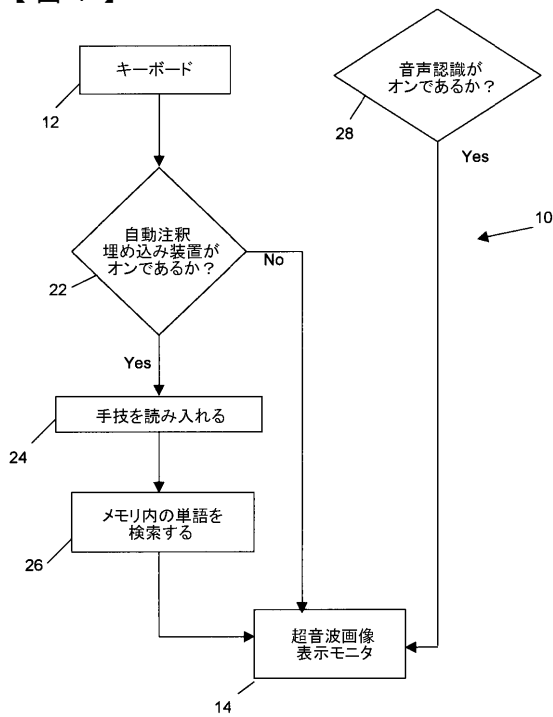 キーボード
12
音声認識が
オンであるか？
28
Yes
10
自動注釈
埋め込み装置が
オンであるか？
22
No
Yes
手技を読み入れる
24
メモリ内の単語を
検索する
26
超音波画像
表示モニタ
14